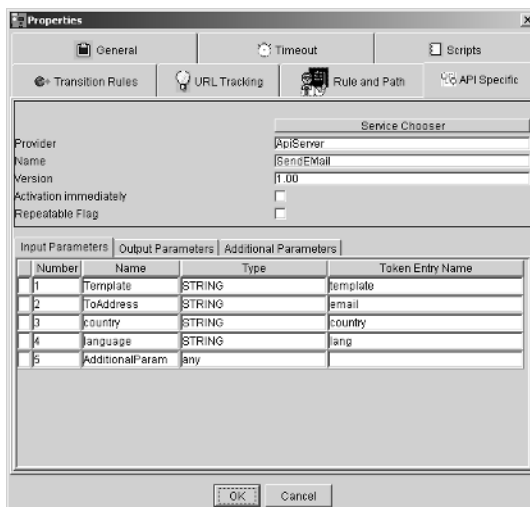 Properties
General Timeout Scripts
Transition Rules URL Tracking Rule and Path API Specific
Service Chooser
Provider ApiServer
Name SendEMail
Version 1.00
Activation immediately
Repeatable Flag
Input Parameters Output Parameters Additional Parameters
Number Name Type Token Entry Name
1 Template STRING template
2 ToAddress STRING email
3 country STRING country
4 language STRING lang
5 AdditionalParam any
OK Cancel